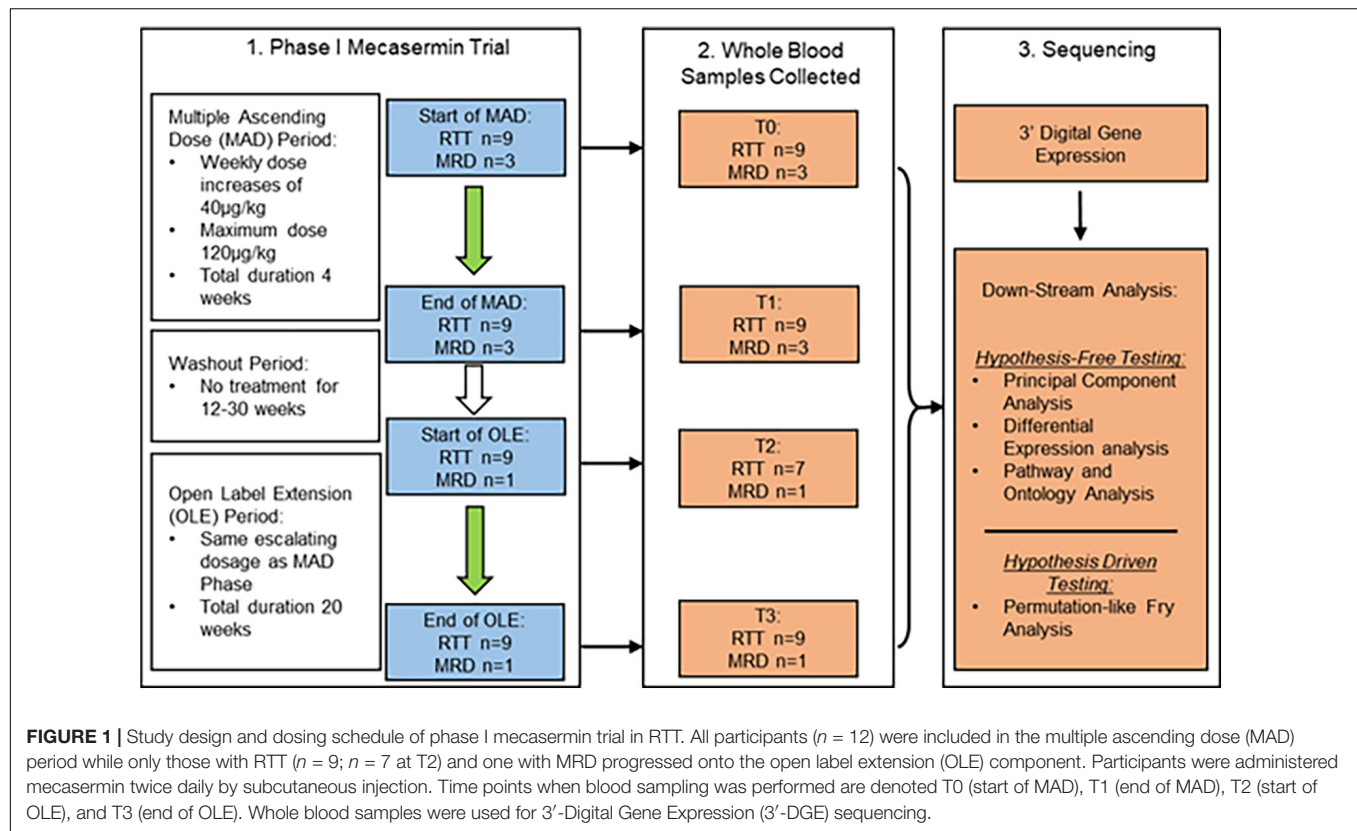 1. Phase I Mecasermin Trial
Multiple Ascending
Dose (MAD) Period:
• Weekly dose
increases of
40µg/kg
• Maximum dose
120µg/kg
• Total duration 4
weeks
Washout Period:
• No treatment for
12-30 weeks
Open Label Extension
(OLE) Period:
• Same escalating
dosage as MAD
Phase
• Total duration 20
weeks
Start of MAD:
RTT n=9
MRD n=3
End of MAD:
RTT n=9
MRD n=3
Start of OLE:
RTT n=9
MRD n=1
End of OLE:
RTT n=9
MRD n=1
2. Whole Blood
Samples Collected
T0:
RTT n=9
MRD n=3
T1:
RTT n=9
MRD n=3
T2:
RTT n=7
MRD n=1
T3:
RTT n=9
MRD n=1
3. Sequencing
3' Digital Gene
Expression
Down-Stream Analysis:
Hypothesis-Free Testing:
• Principal Component
Analysis
• Differential
Expression analysis
• Pathway and
Ontology Analysis
Hypothesis Driven
Testing:
• Permutation-like Fry
Analysis
FIGURE 1 | Study design and dosing schedule of phase I mecasermin trial in RTT. All participants (n = 12) were included in the multiple ascending dose (MAD)
period while only those with RTT (n = 9; n = 7 at T2) and one with MRD progressed onto the open label extension (OLE) component. Participants were administered
mecasermin twice daily by subcutaneous injection. Time points when blood sampling was performed are denoted T0 (start of MAD), T1 (end of MAD), T2 (start of
OLE), and T3 (end of OLE). Whole blood samples were used for 3′-Digital Gene Expression (3′-DGE) sequencing.